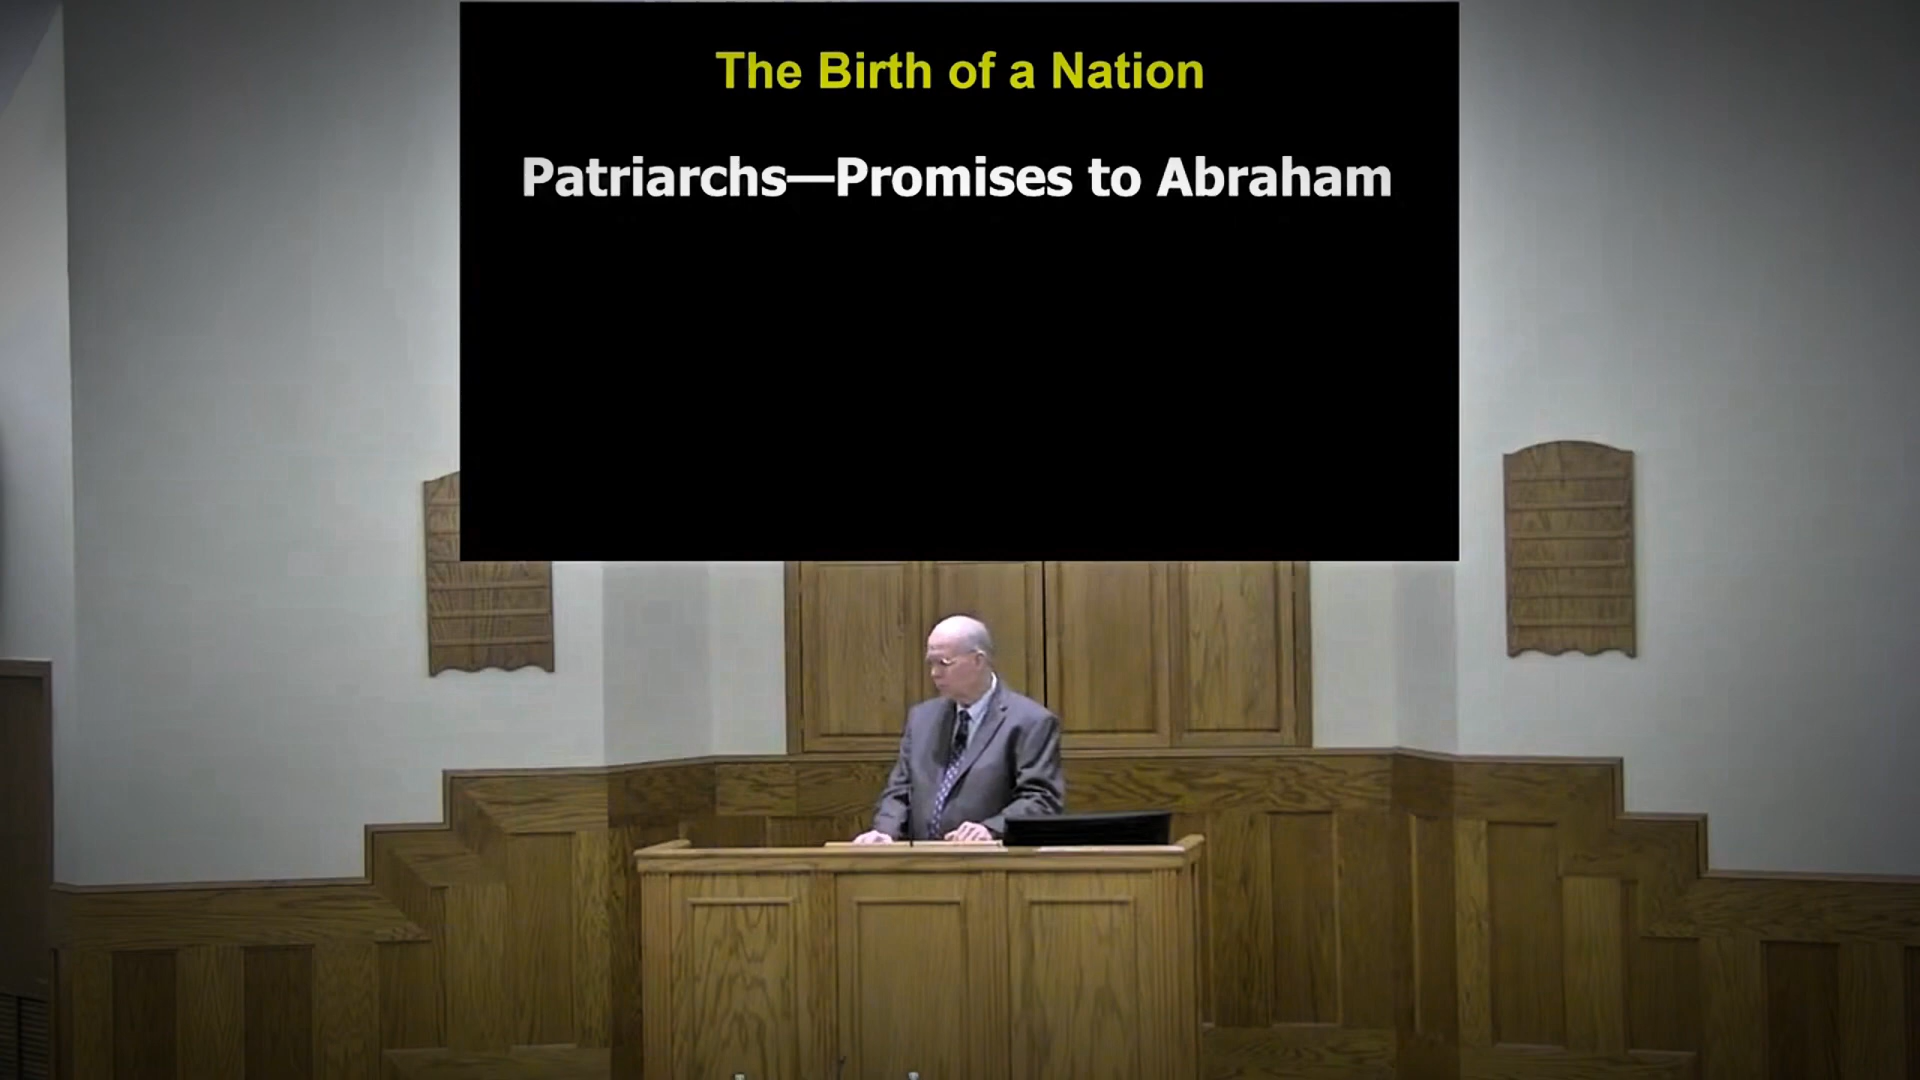 The Birth of a Nation
Patriarchs—Promises to Abraham